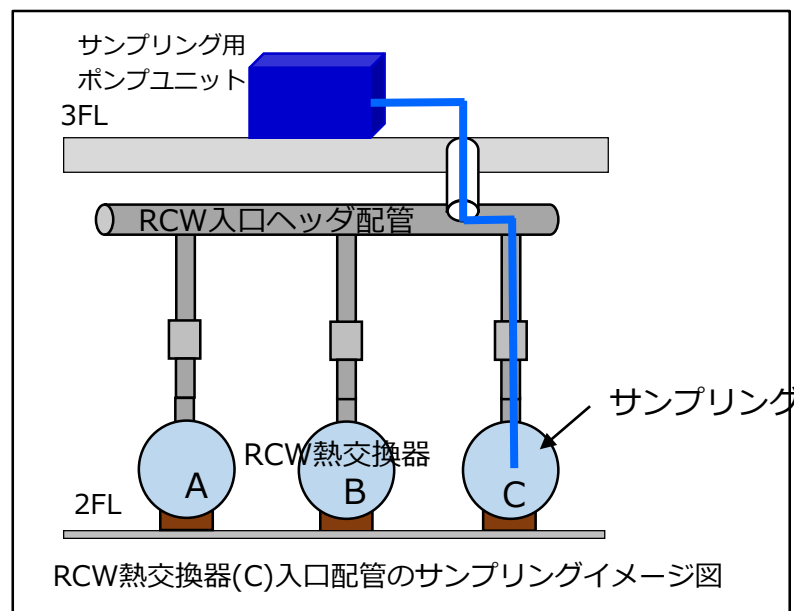 サンプリング用
ポンプユニット
3FL
RCW入口ヘッダ配管
サンプリング
RCW熱交換器
A
B
C
2FL
RCW熱交換器(C)入口配管のサンプリングイメージ図